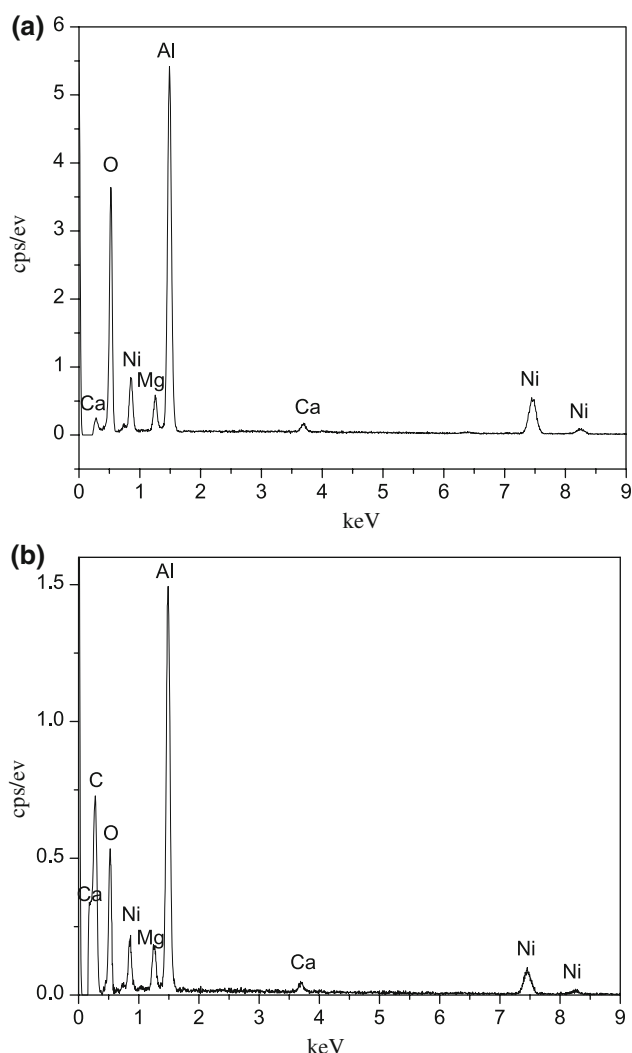 (a)
6
5
4
3
2
1
0
cps/ev
Al
O
Ni
Mg
Ca
Ca
Ni
Ni
0 1 2 3 4 5 6 7 8 9
keV
(b)
1.5
1.0
0.5
0.0
cps/ev
Al
C
O
Ca
Ni
Mg
Ca
Ni
Ni
0 1 2 3 4 5 6 7 8 9
keV